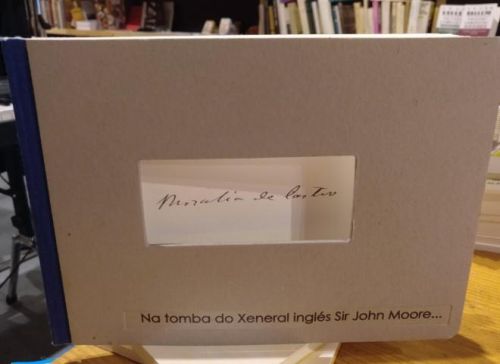 Rosalía de Castro
Na tomba do Xeneral inglés Sir John Moore...